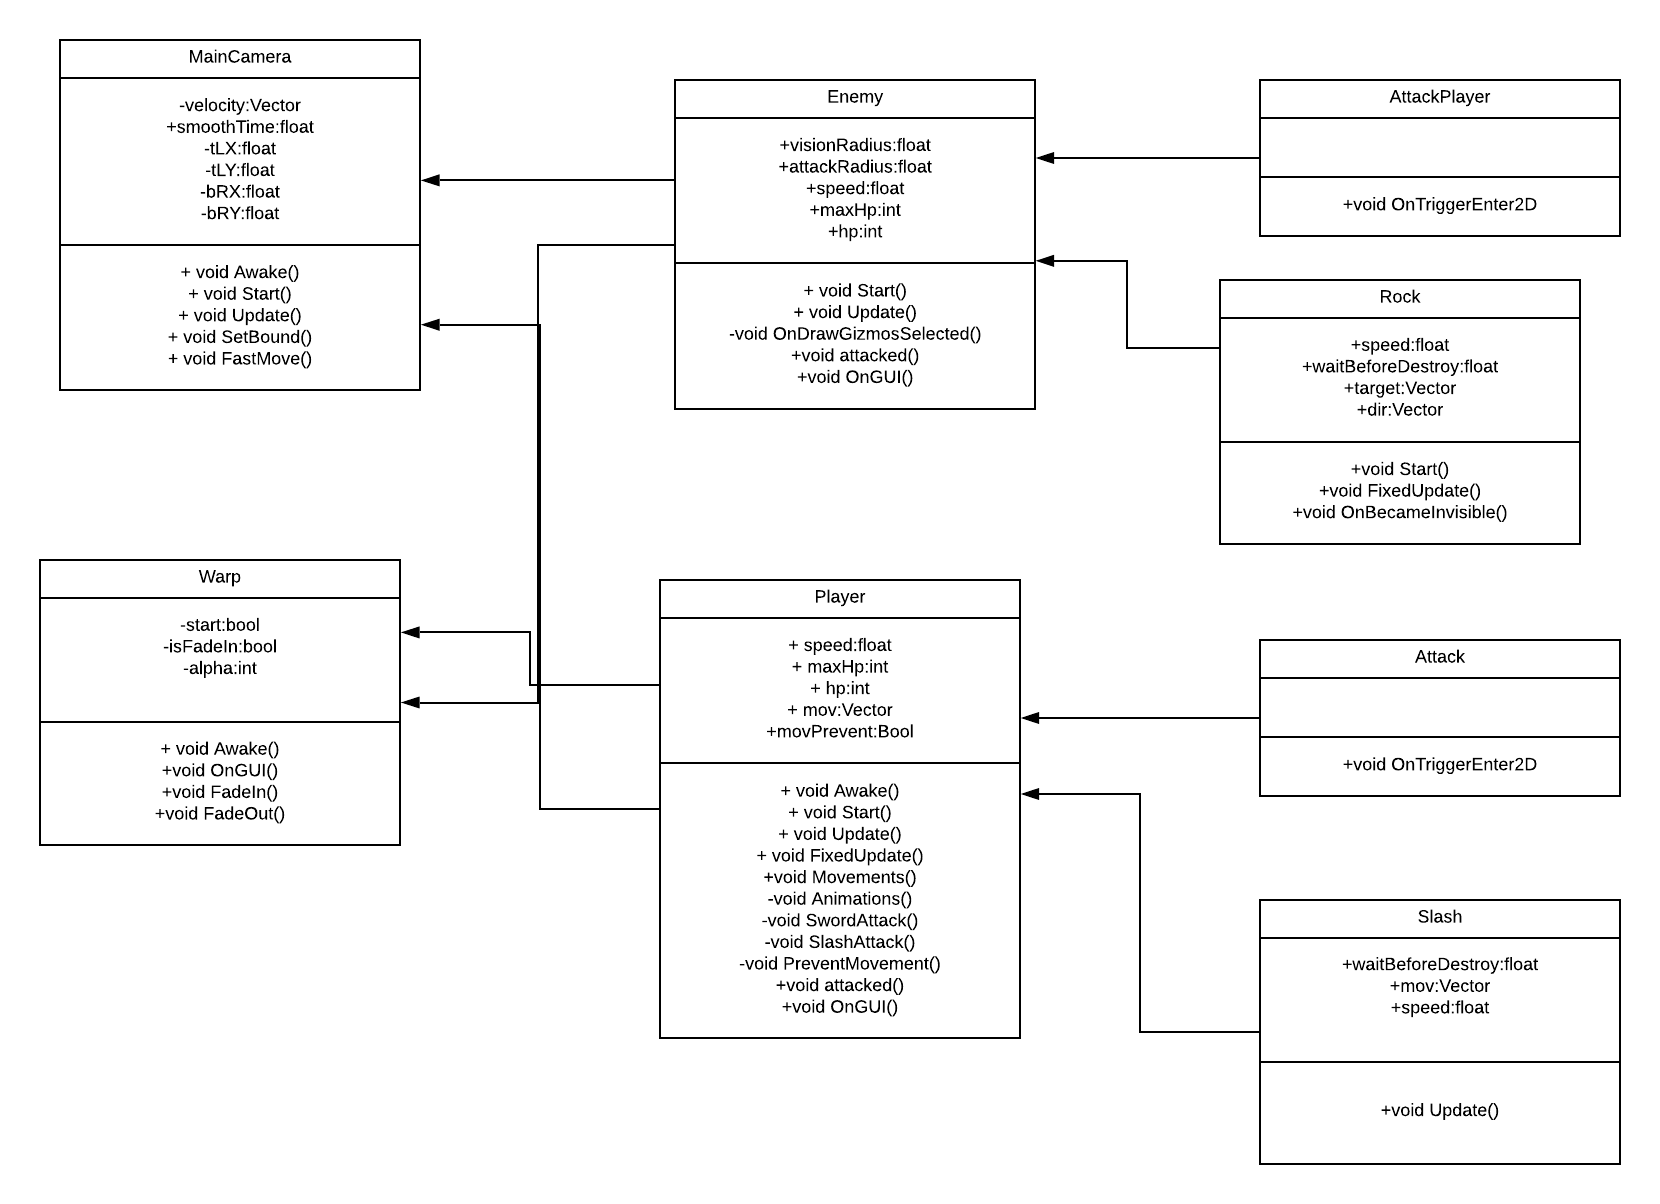 MainCamera
-velocity:Vector
+smoothTime:float
-tLX:float
-tLY:float
-bRX:float
-bRY:float
+ void Awake()
+ void Start()
+ void Update()
+ void SetBound()
+ void FastMove()
Enemy
+visionRadius:float
+attackRadius:float
+speed:float
+maxHp:int
+hp:int
+ void Start()
+ void Update()
-void OnDrawGizmosSelected()
+void attacked()
+void OnGUI()
AttackPlayer
+void OnTriggerEnter2D
Rock
+speed:float
+waitBeforeDestroy:float
+target:Vector
+dir:Vector
+void Start()
+void FixedUpdate()
+void OnBecameInvisible()
Warp
-start:bool
-isFadeIn:bool
-alpha:int
+ void Awake()
+void OnGUI()
+void FadeIn()
+void FadeOut()
Player
+ speed:float
+ maxHp:int
+ hp:int
+ mov:Vector
+movPrevent:Bool
+ void Awake()
+ void Start()
+ void Update()
+ void FixedUpdate()
+void Movements()
-void Animations()
-void SwordAttack()
-void SlashAttack()
-void PreventMovement()
+void attacked()
+void OnGUI()
Attack
+void OnTriggerEnter2D
Slash
+waitBeforeDestroy:float
+mov:Vector
+speed:float
+void Update()